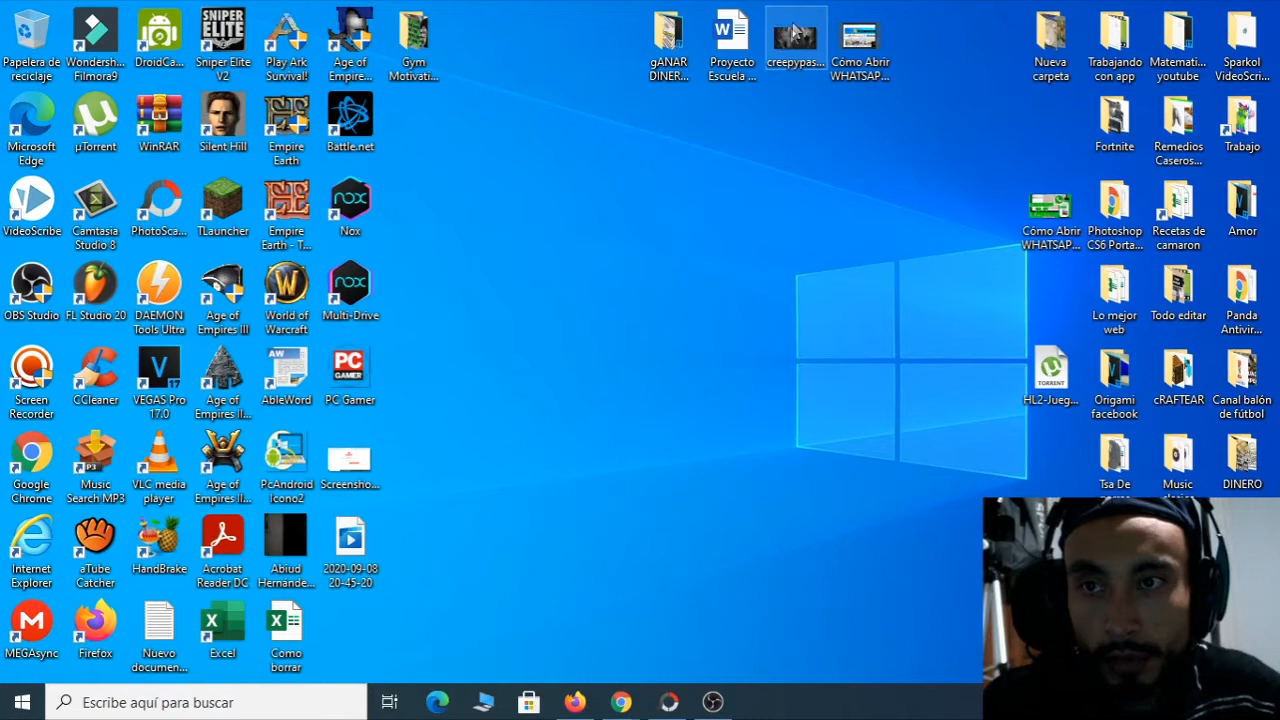 Papelera de
reciclaje
Wondersh...
Filmora9
DroidCa...
Sniper Elite
V2
Play Ark
Survival!
Age of
Empire...
Gym
Motivati...
gANAR
DINER...
Proyecto
Escuela ...
creepypas...
Cómo Abrir
WHATSAP...
Nueva
carpeta
Trabajando
con app
Matemati...
youtube
Sparkol
VideoScri...
Microsoft
Edge
µTorrent
WinRAR
Silent Hill
Empire
Earth
Battle.net
Fortnite
Remedios
Caseros...
Trabajo
VideoScribe
Camtasia
Studio 8
PhotoSca...
TLauncher
Empire
Earth - T...
Nox
Cómo Abrir
WHATSAP...
Photoshop
CS6 Porta...
Recetas de
camaron
Amor
OBS Studio
FL Studio 20
DAEMON
Tools Ultra
Age of
Empires III
World of
Warcraft
Multi-Drive
Lo mejor
web
Todo editar
Panda
Antivir...
Screen
Recorder
CCleaner
VEGAS Pro
17.0
Age of
Empires II...
AbleWord
PC Gamer
HL2-Jueg...
Origami
facebook
cRAFTEAR
Canal balón
de fútbol
Google
Chrome
Music
Search MP3
VLC media
player
Age of
Empires II...
PcAndroid
Icono2
Screensho...
Tsa De
Music
DINERO
Internet
Explorer
aTube
Catcher
HandBrake
Acrobat
Reader DC
Abiud
Hernánde...
2020-09-08
20-45-20
MEGAsync
Firefox
Nuevo
documen...
Excel
Como
borrar
Escribe aquí para buscar